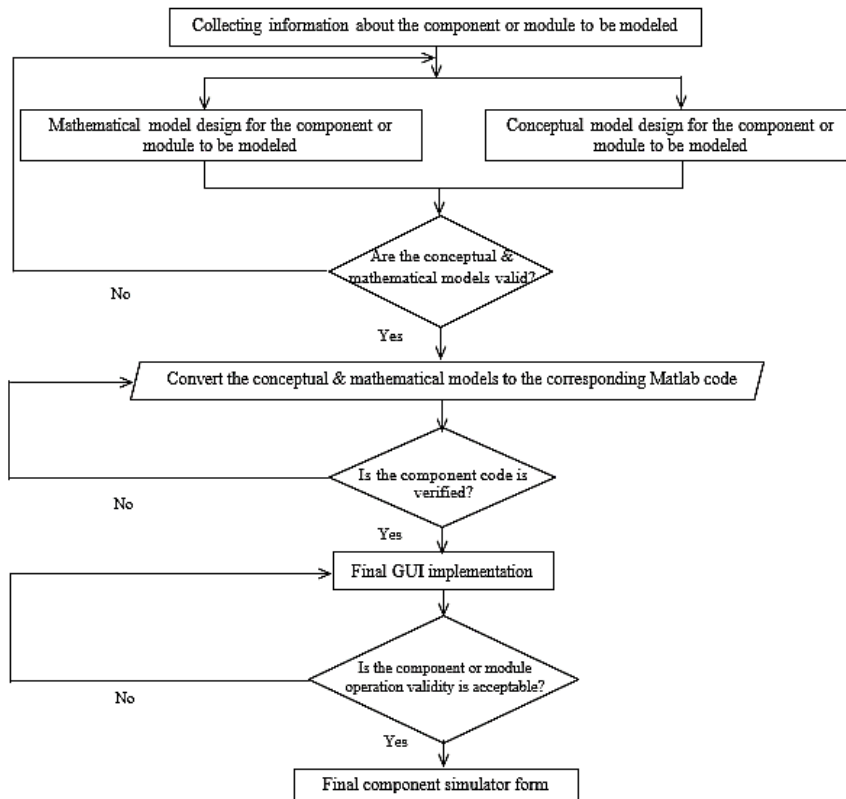 Collecting information about the component or module to be modeled
Mathematical model design for the component or
module to be modeled
Conceptual model design for the component or
module to be modeled
Are the conceptual &
mathematical models valid?
No
Yes
Convert the conceptual & mathematical models to the corresponding Matlab code
Is the component code is
verified?
No
Yes
Final GUI implementation
Is the component or module
operation validity is acceptable?
No
Yes
Final component simulator form